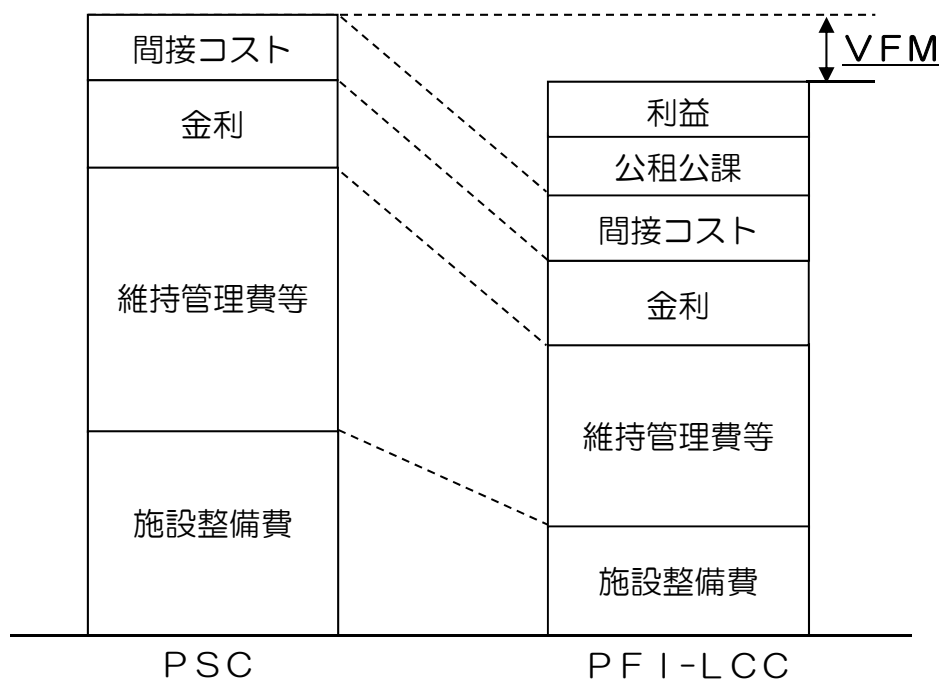 間接コスト
金利
維持管理費等
施設整備費
PSC
VFM
利益
公租公課
間接コスト
金利
維持管理費等
施設整備費
PFI-LCC